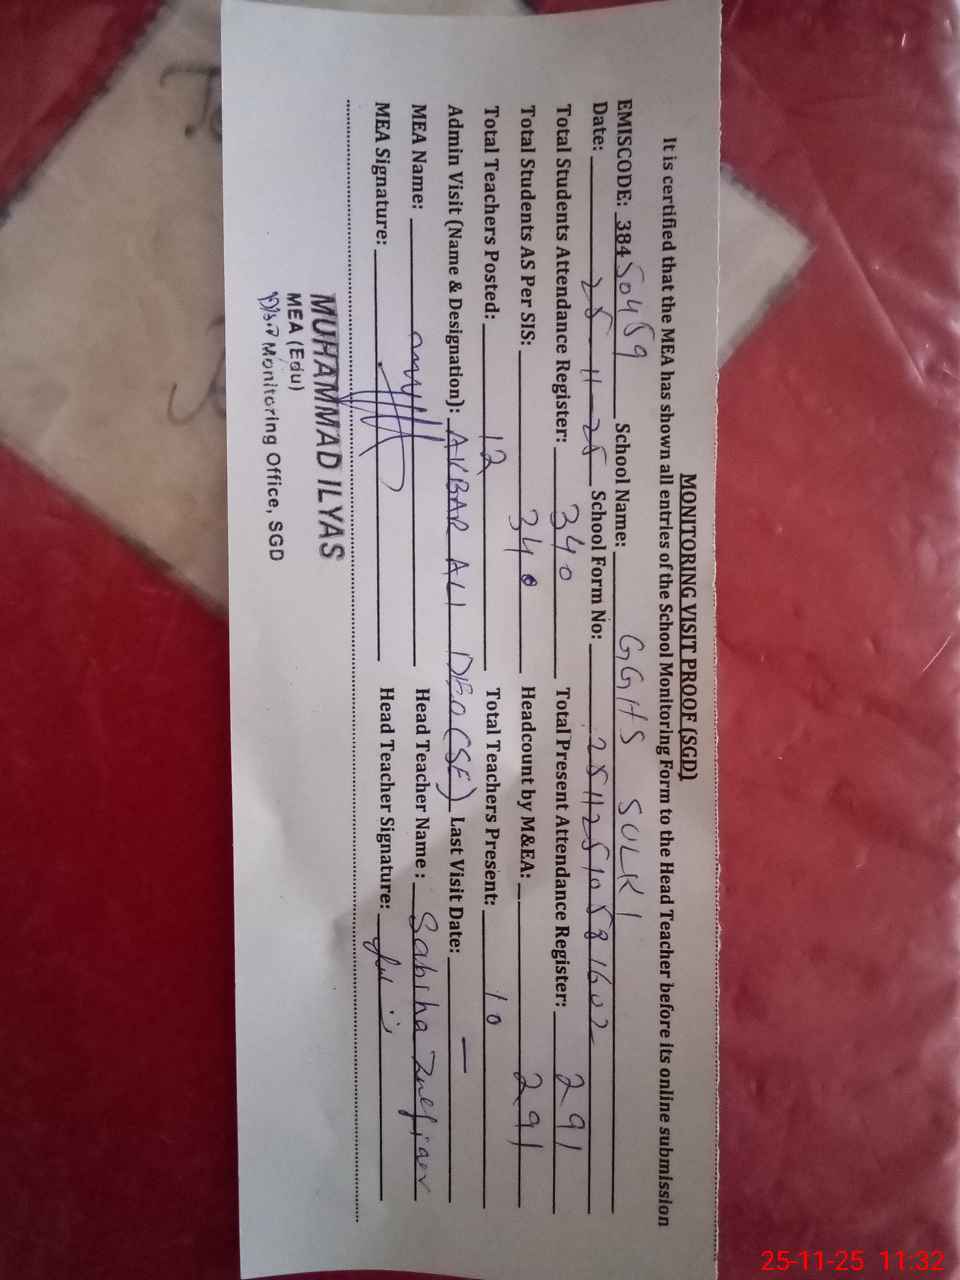 MONITORING VISIT PROOF (SGD)
It is certified that the MEA has shown all entries of the School Monitoring Form to the Head Teacher before its online submission
EMISCODE: 38450459 School Name: GGHS SOLKI
Date: 25-11-25 School Form No: 25112510581602
Total Students Attendance Register: 340 Total Present Attendance Register: 291
Total Students AS Per SIS: 340 Headcount by M&EA: 291
Total Teachers Posted: 12 Total Teachers Present: 10
Admin Visit (Name & Designation): AKBAR ALI DEO (SE) Last Visit Date: —
MEA Name: Head Teacher Name : Sabiha
MEA Signature: Head Teacher Signature:
MUHAMMAD ILYAS
MEA (Edu)
Distt Monitoring Office, SGD
25-11-25 11:32